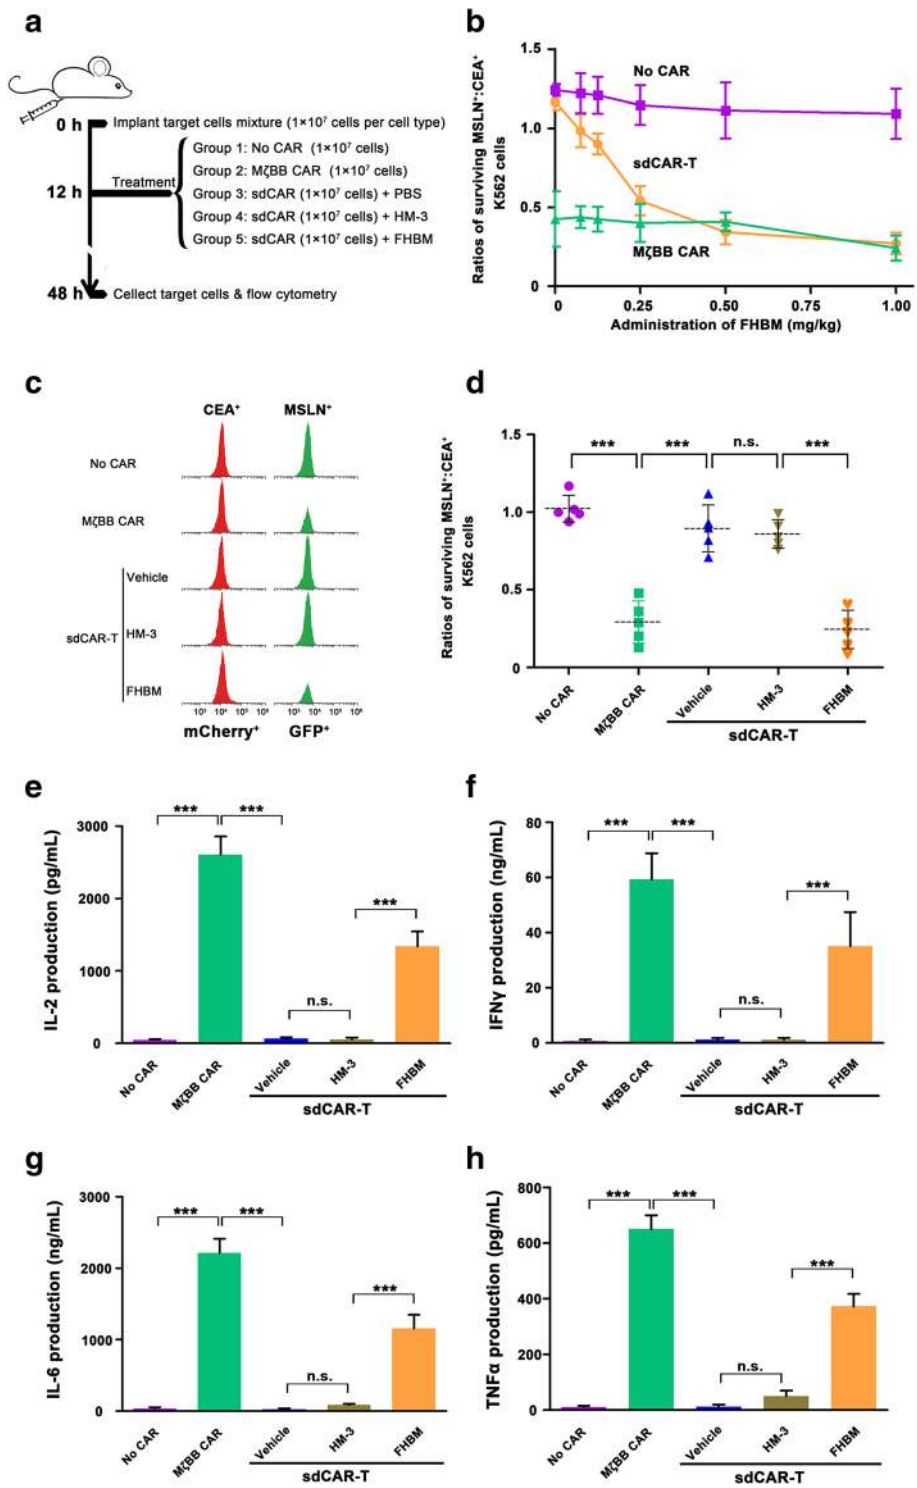 a
0 h
Implant target cells mixture (1×10⁷ cells per cell type)
Group 1: No CAR (1×10⁷ cells)
Group 2: MζBB CAR (1×10⁷ cells)
12 h
Treatment
Group 3: sdCAR (1×10⁷ cells) + PBS
Group 4: sdCAR (1×10⁷ cells) + HM-3
Group 5: sdCAR (1×10⁷ cells) + FHBM
48 h
Cellect target cells & flow cytometry
b
Ratios of surviving MSLN⁺:CEA⁺
K562 cells
1.5
1.0
0.5
0
No CAR
sdCAR-T
MζBB CAR
0 0.25 0.50 0.75 1.00
Administration of FHBM (mg/kg)
c
CEA⁺ MSLN⁺
No CAR
MζBB CAR
Vehicle
sdCAR-T
HM-3
FHBM
10³ 10⁴ 10⁵ 10⁶ 10³ 10⁴ 10⁵ 10⁶
mCherry⁺ GFP⁺
d
Ratios of surviving MSLN⁺:CEA⁺
K562 cells
1.5
1.0
0.5
0
*** *** n.s. ***
No CAR MζBB CAR Vehicle HM-3 FHBM
sdCAR-T
e
IL-2 production (pg/mL)
3000
2000
1000
0
*** ***
***
n.s.
No CAR MζBB CAR Vehicle HM-3 FHBM
sdCAR-T
f
IFNγ production (ng/mL)
80
60
40
20
0
*** ***
***
n.s.
No CAR MζBB CAR Vehicle HM-3 FHBM
sdCAR-T
g
IL-6 production (ng/mL)
3000
2000
1000
0
*** ***
***
n.s.
No CAR MζBB CAR Vehicle HM-3 FHBM
sdCAR-T
h
TNFα production (pg/mL)
800
600
400
200
0
*** ***
***
n.s.
No CAR MζBB CAR Vehicle HM-3 FHBM
sdCAR-T